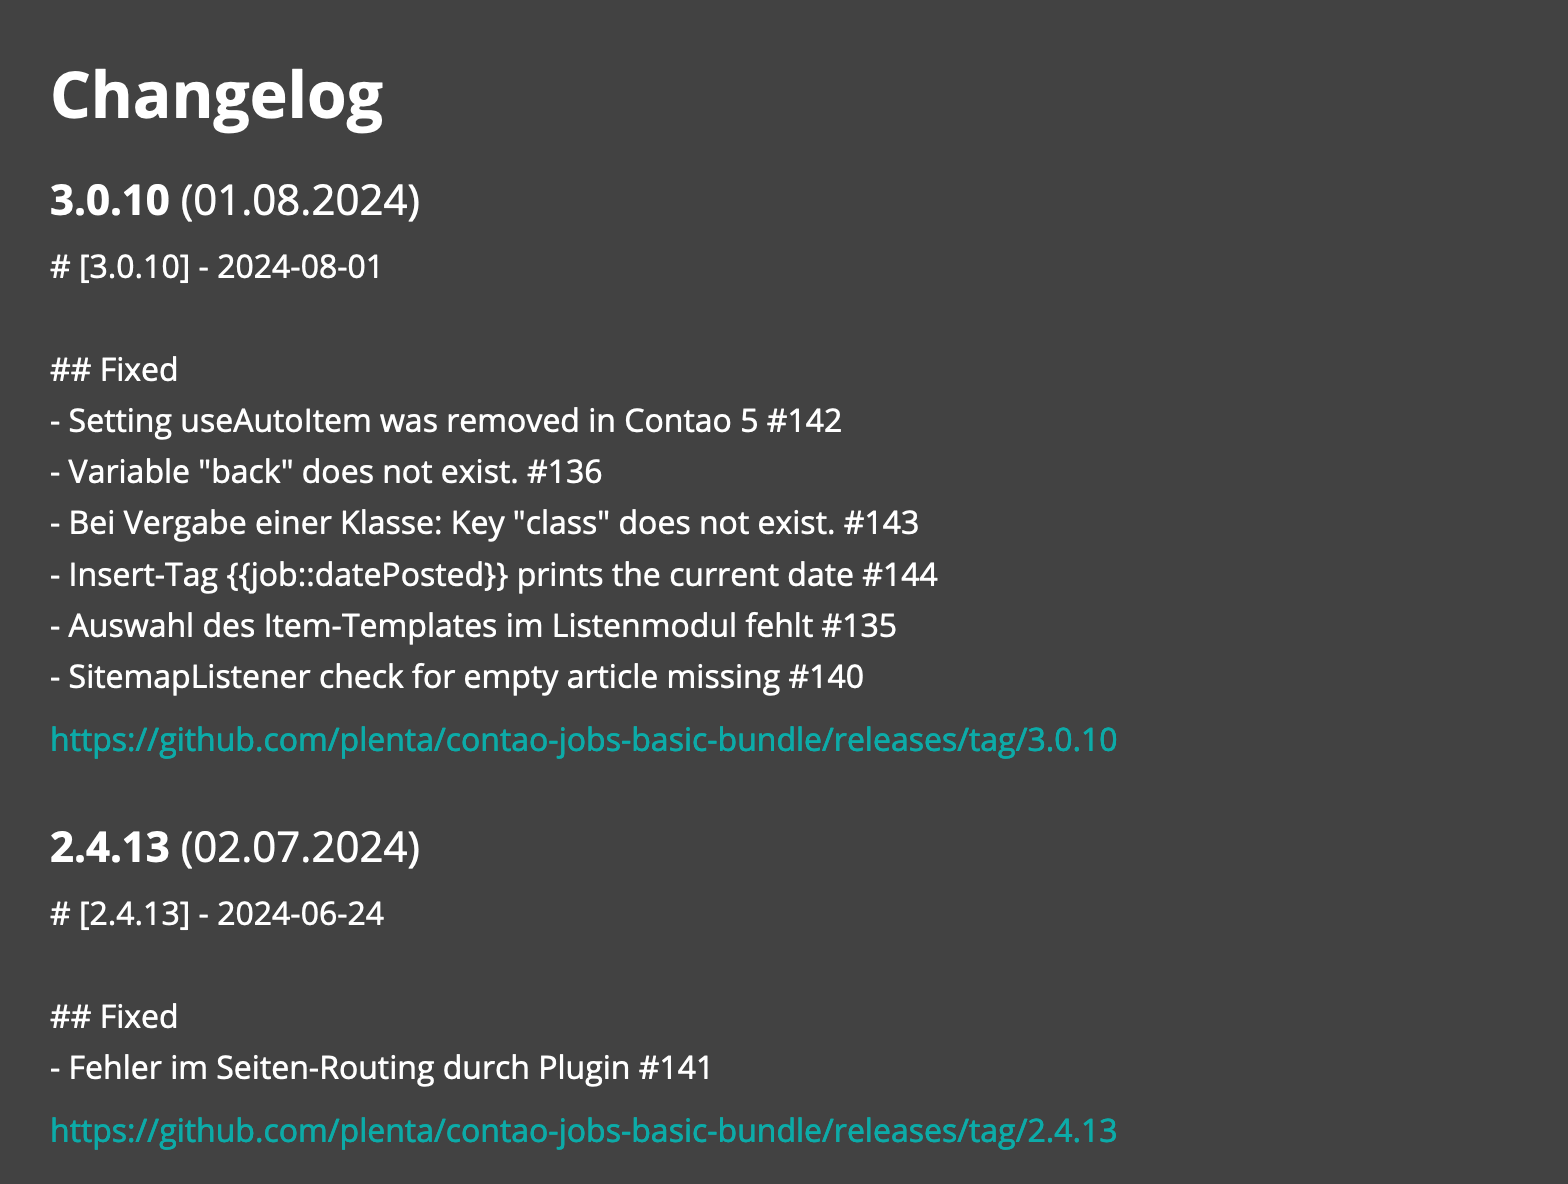 Changelog
3.0.10 (01.08.2024)
# [3.0.10] - 2024-08-01
## Fixed
- Setting useAutoItem was removed in Contao 5 #142
- Variable "back" does not exist. #136
- Bei Vergabe einer Klasse: Key "class" does not exist. #143
- Insert-Tag {{job::datePosted}} prints the current date #144
- Auswahl des Item-Templates im Listenmodul fehlt #135
- SitemapListener check for empty article missing #140
https://github.com/plenta/contao-jobs-basic-bundle/releases/tag/3.0.10
2.4.13 (02.07.2024)
# [2.4.13] - 2024-06-24
## Fixed
- Fehler im Seiten-Routing durch Plugin #141
https://github.com/plenta/contao-jobs-basic-bundle/releases/tag/2.4.13